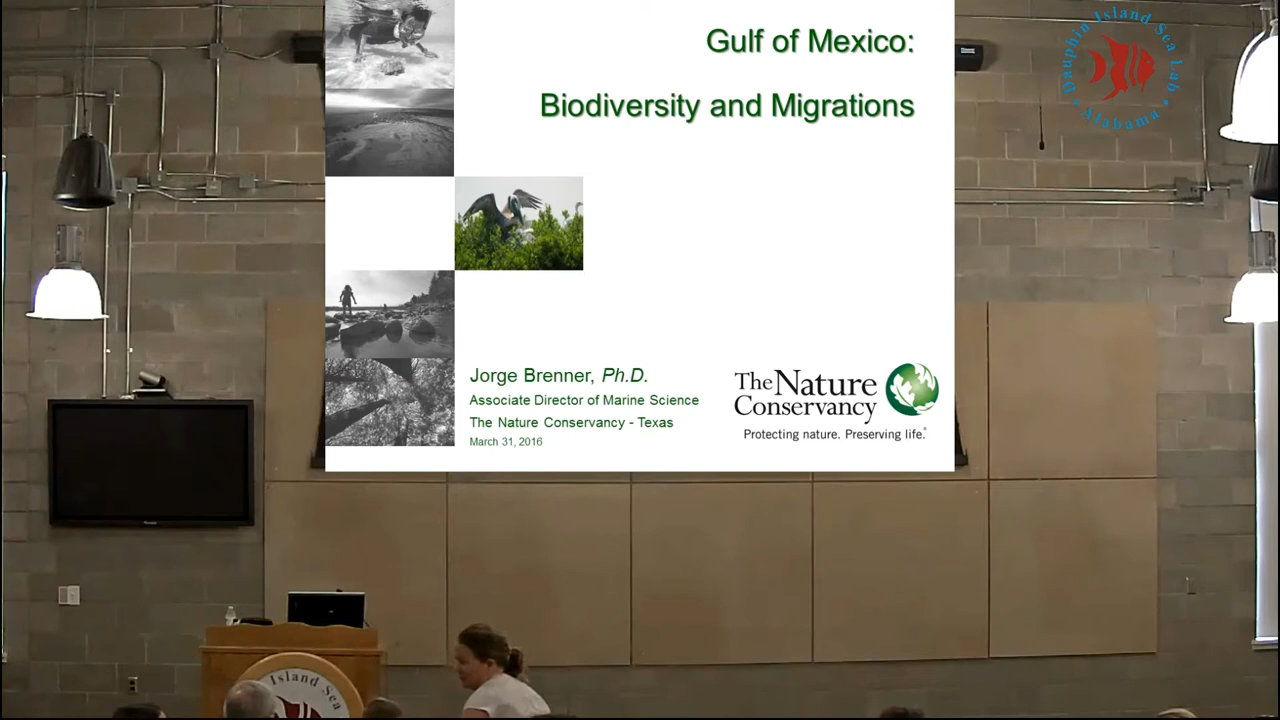 Gulf of Mexico:
Biodiversity and Migrations
Dauphin Island Sea Lab
Alabama
Jorge Brenner, Ph.D.
Associate Director of Marine Science
The Nature Conservancy - Texas
March 31, 2016
The Nature
Conservancy
Protecting nature. Preserving life.®
Island Sea